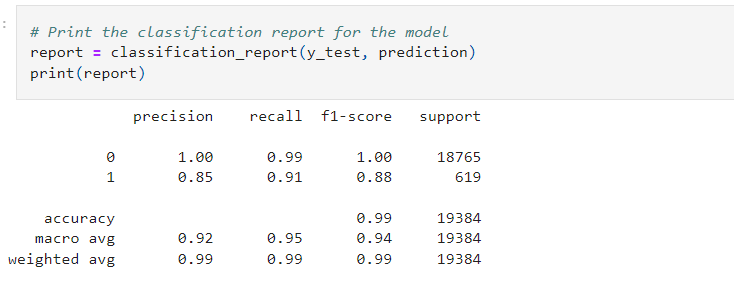 :
# Print the classification report for the model
report = classification_report(y_test, prediction)
print(report)
precision recall f1-score support
0 1.00 0.99 1.00 18765
1 0.85 0.91 0.88 619
accuracy 0.99 19384
macro avg 0.92 0.95 0.94 19384
weighted avg 0.99 0.99 0.99 19384